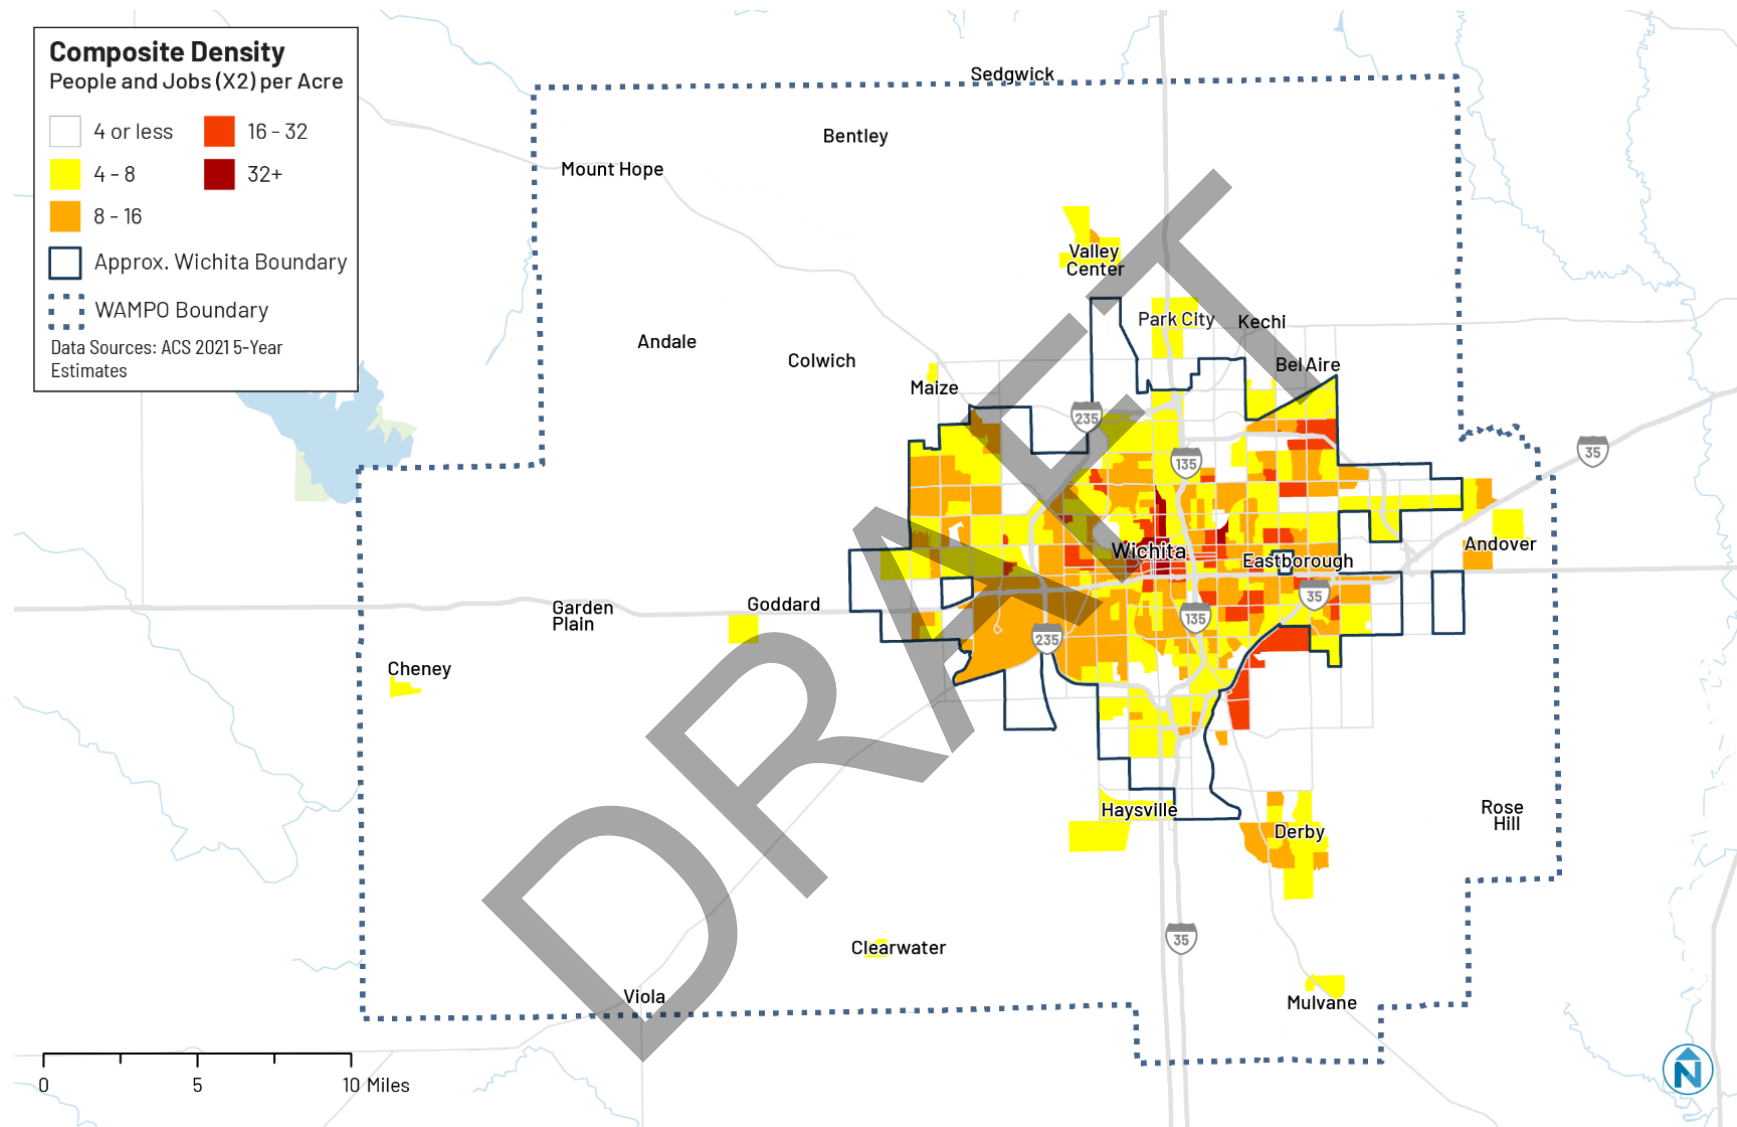 Composite Density
People and Jobs (X2) per Acre
4 or less
16 - 32
4 - 8
32+
8 - 16
Approx. Wichita Boundary
WAMPO Boundary
Data Sources: ACS 2021 5-Year
Estimates
Sedgwick
Bentley
Mount Hope
Valley
Center
Park City
Kechi
Andale
Colwich
Bel Aire
Maize
235
35
135
Andover
Wichita
Eastborough
Garden
Plain
Goddard
35
135
235
Cheney
Haysville
Rose
Hill
Derby
Clearwater
35
Viola
Mulvane
DRAFT
0
5
10 Miles
N